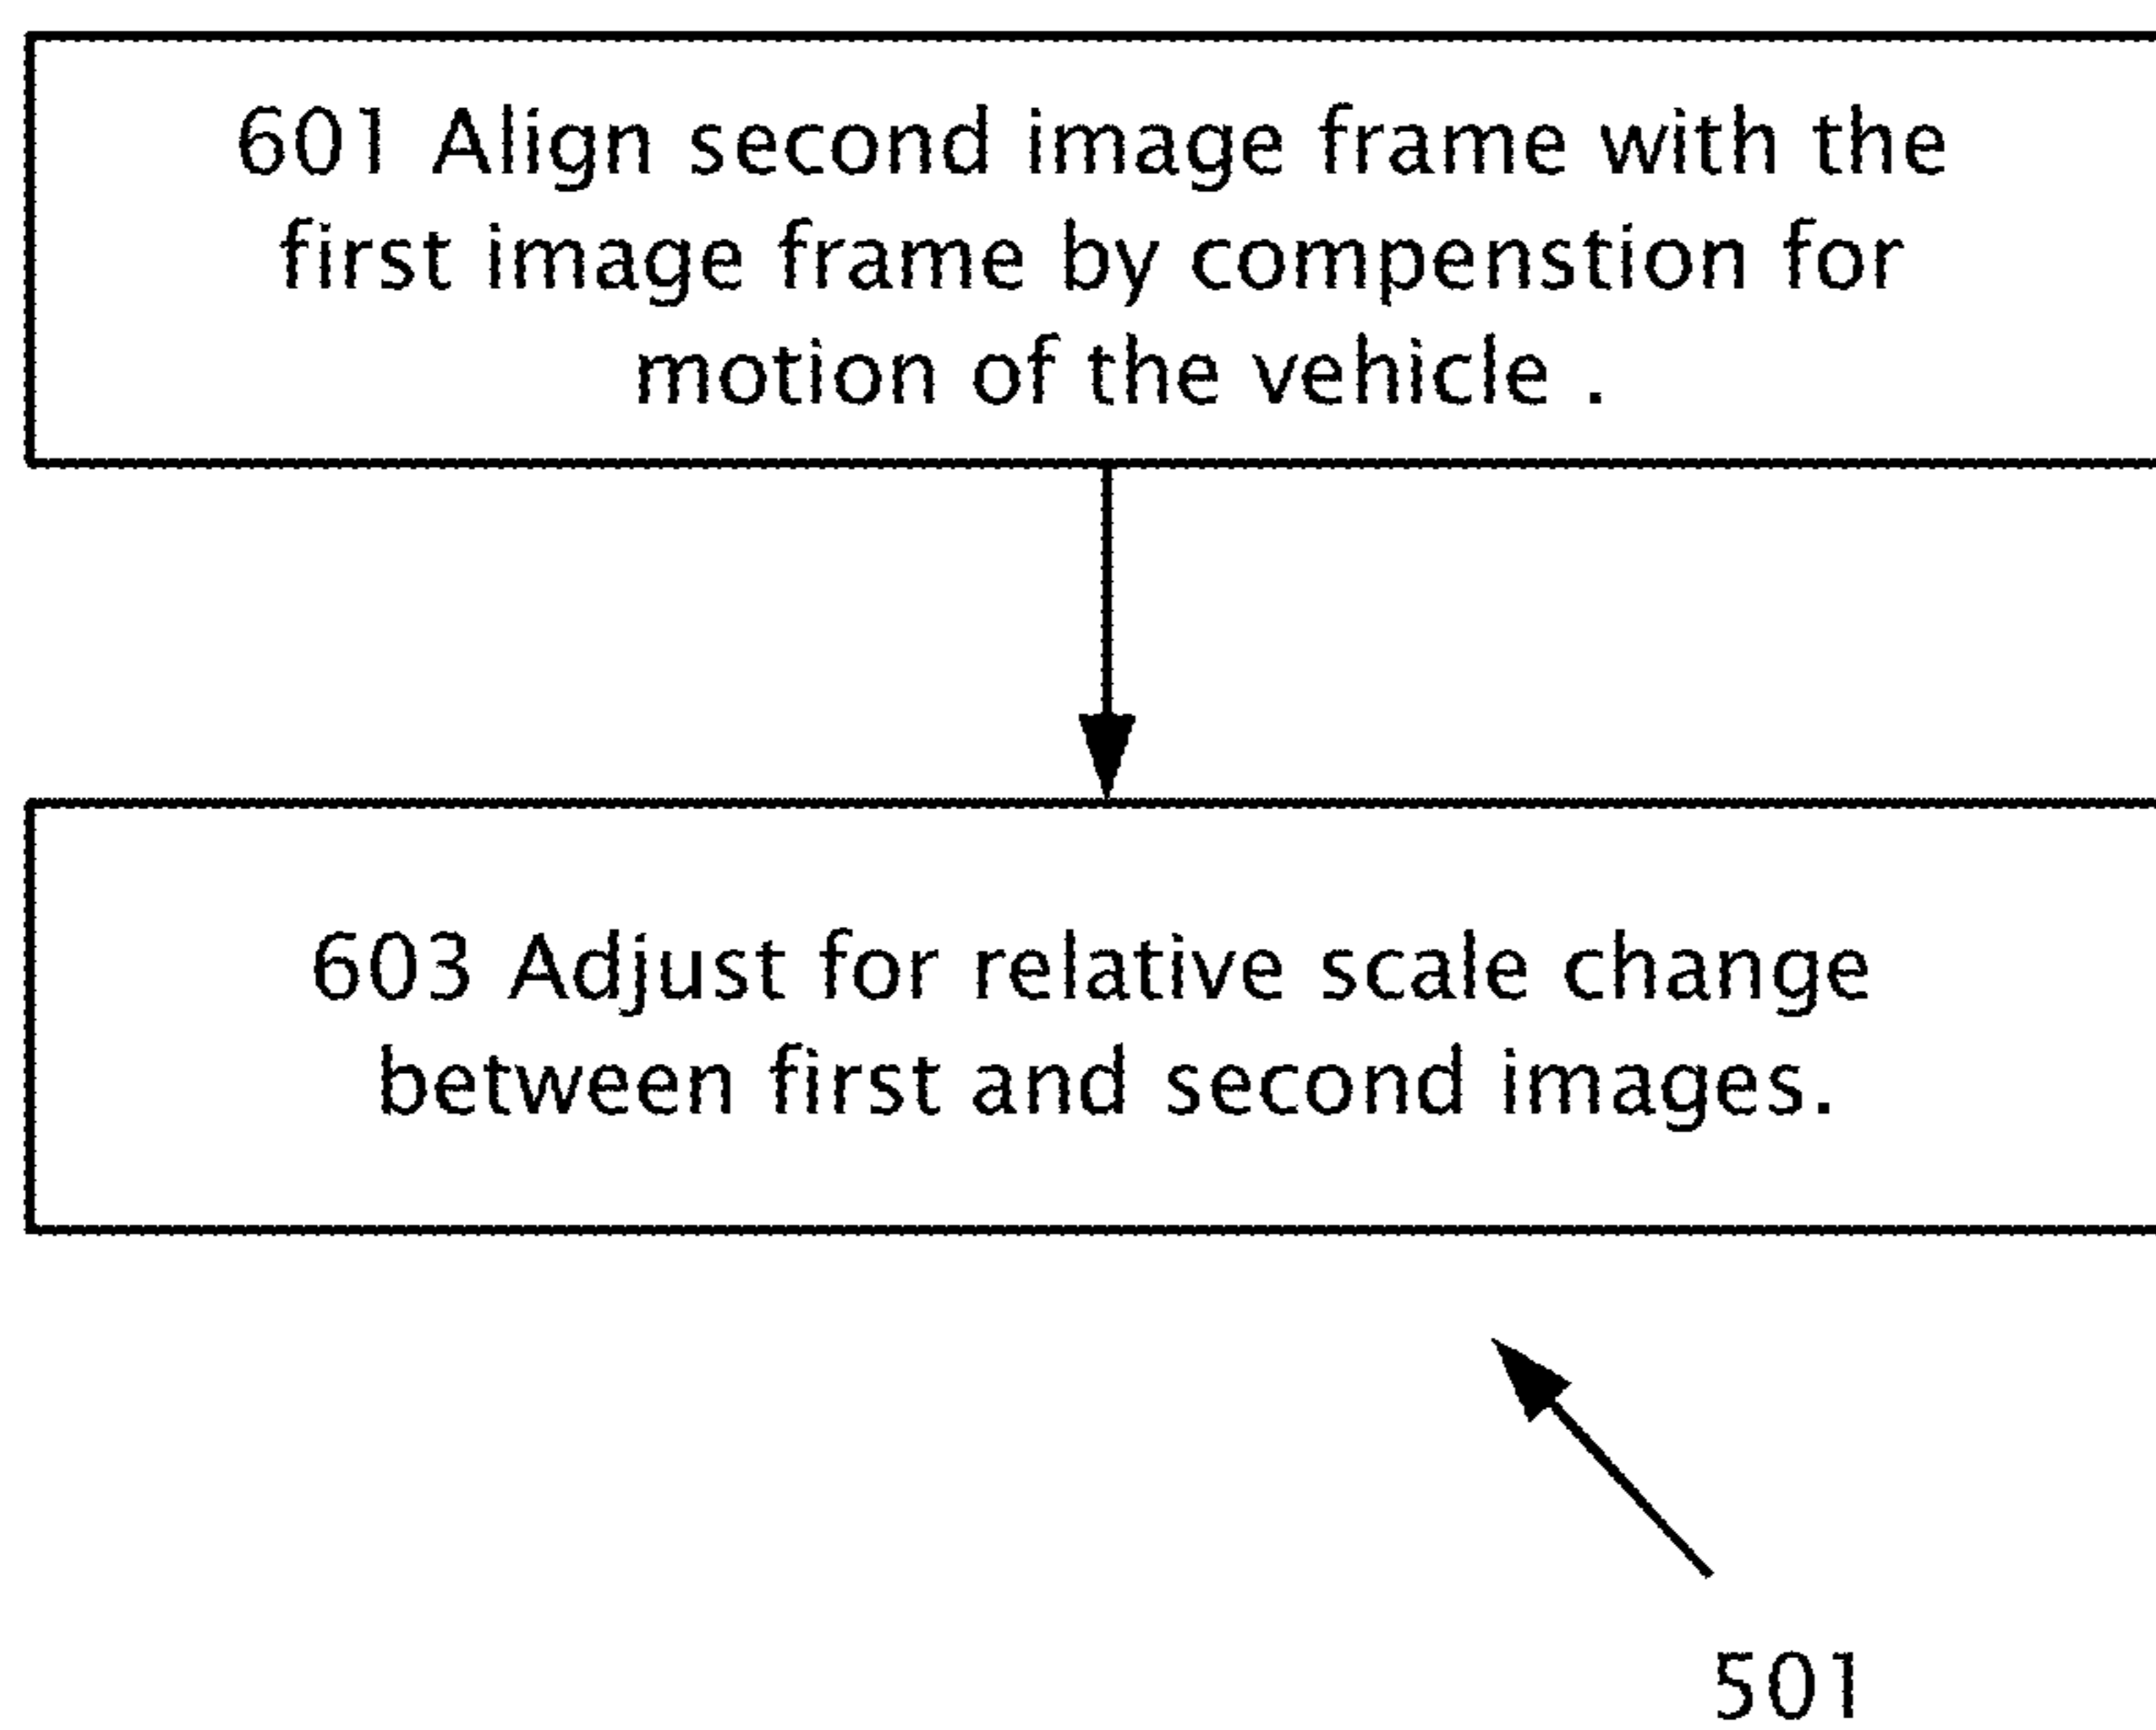 601 Align second image frame with the
first image frame by compenstion for
motion of the vehicle .
603 Adjust for relative scale change
between first and second images.
501